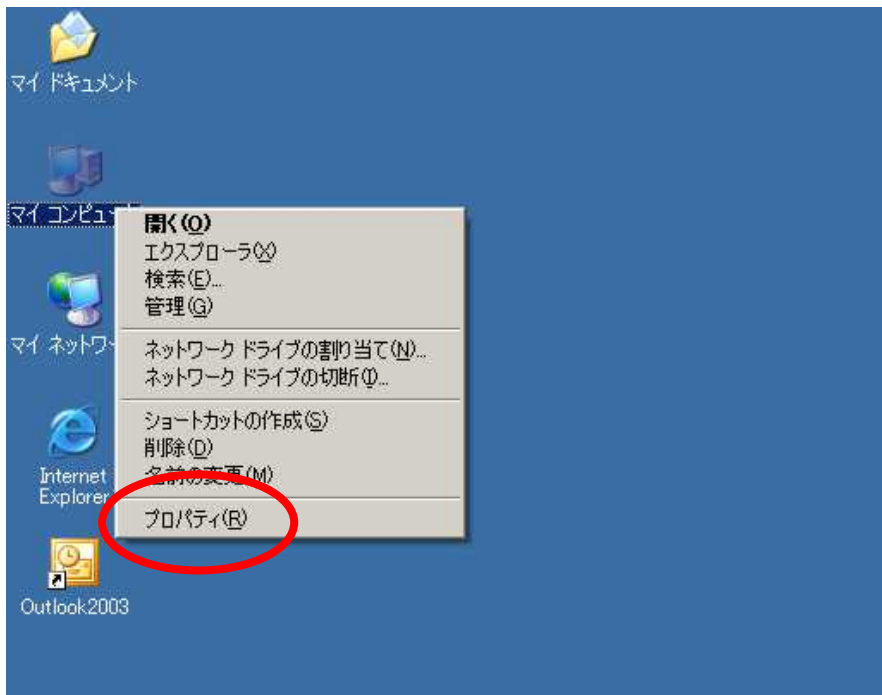 マイ ドキュメント
マイ コンピュー
マイ ネットワー
Internet
Explorer
Outlook2003
開く(O)
エクスプローラ(X)
検索(E)...
管理(G)
ネットワーク ドライブの割り当て(N)...
ネットワーク ドライブの切断(I)...
ショートカットの作成(S)
削除(D)
名前の変更(M)
プロパティ(R)